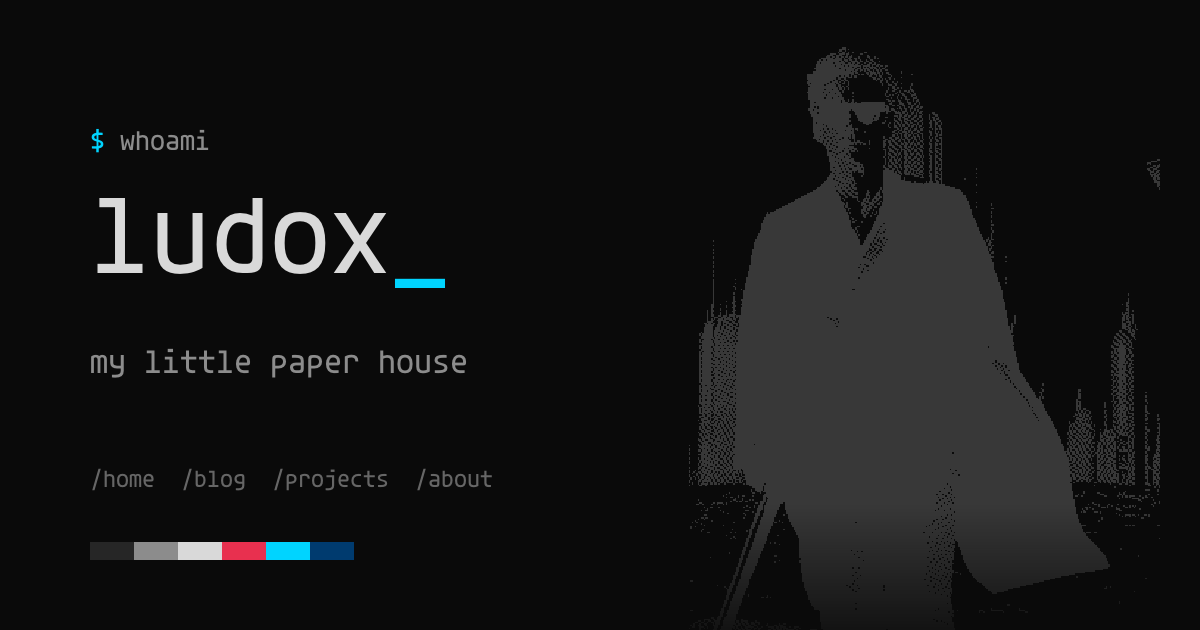 $ whoami
ludox_
my little paper house
/home /blog /projects /about